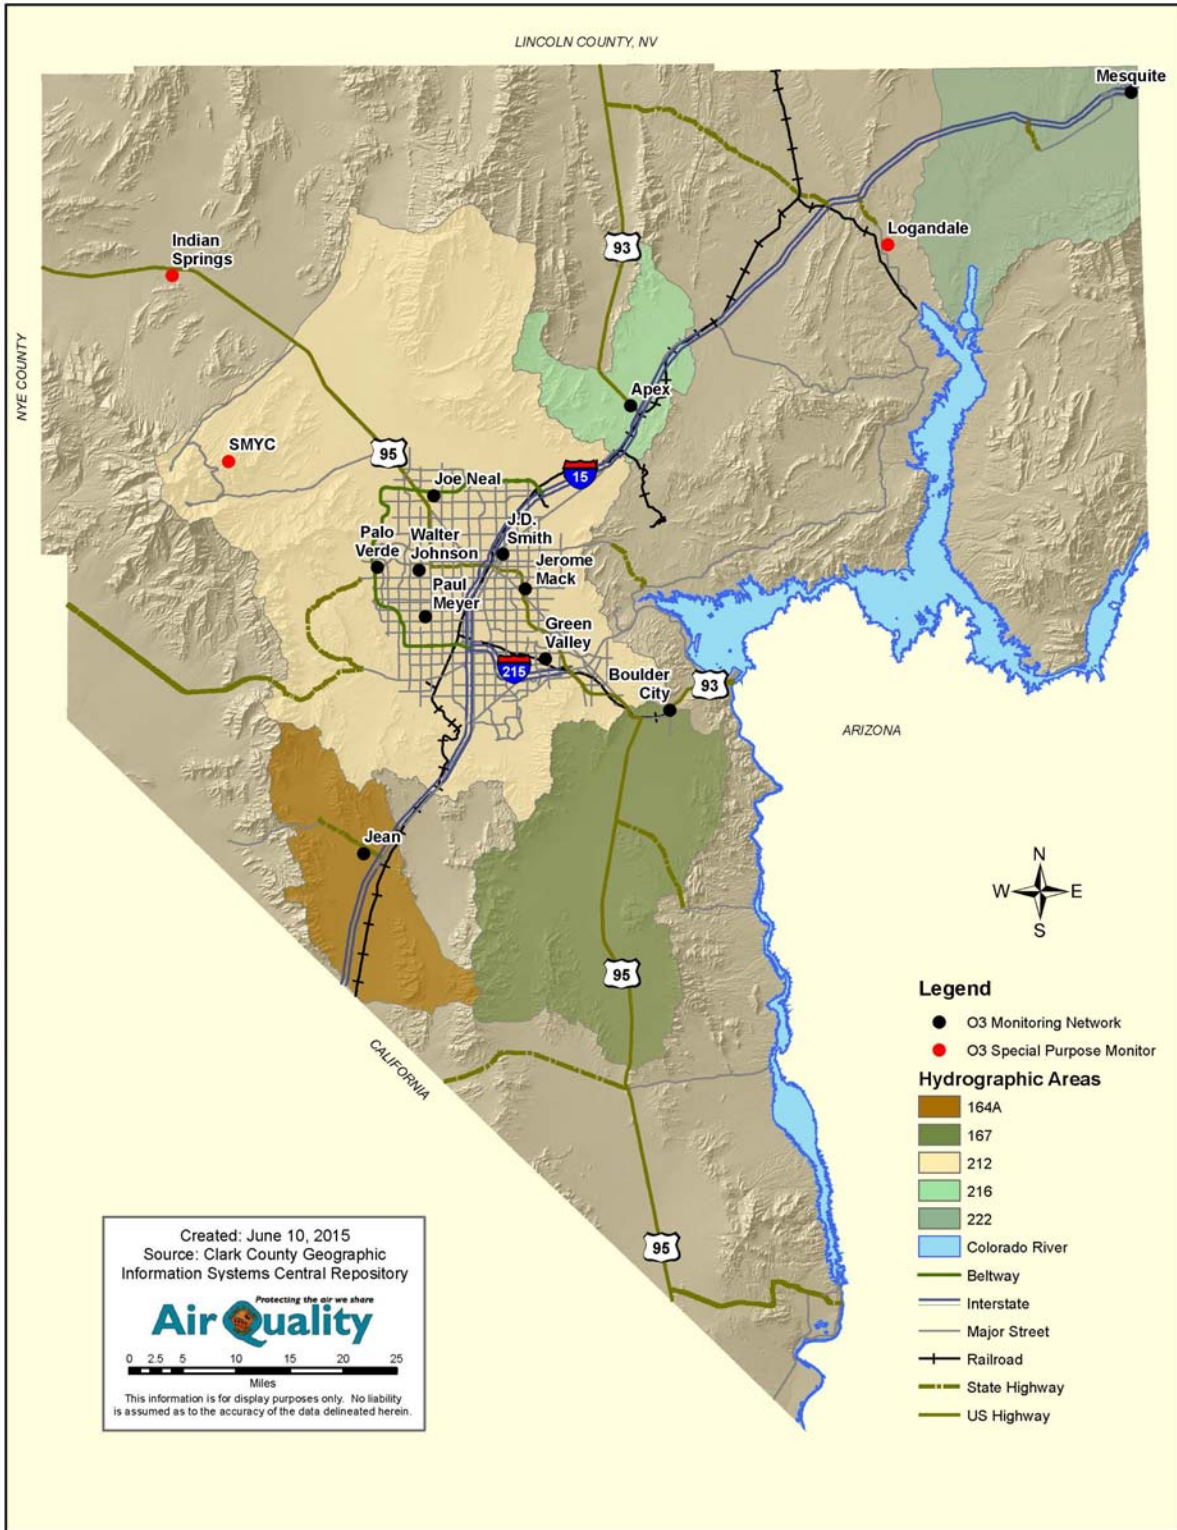 LINCOLN COUNTY, NV
Mesquite
Indian
Springs
93
Logandale
NYE COUNTY
Apex
SMYC
95
15
Joe Neal
J.D.
Smith
Palo
Verde
Walter
Johnson
Jerome
Mack
Paul
Meyer
Green
Valley
215
Boulder
City
93
ARIZONA
Jean
N
W
E
S
95
CALIFORNIA
95
Legend
O3 Monitoring Network
O3 Special Purpose Monitor
Hydrographic Areas
164A
167
212
216
222
Colorado River
Beltway
Interstate
Major Street
Railroad
State Highway
US Highway
Created: June 10, 2015
Source: Clark County Geographic
Information Systems Central Repository
Protecting the air we share
Air Quality
0 2.5 5 10 15 20 25
Miles
This information is for display purposes only. No liability
is assumed as to the accuracy of the data delineated herein.